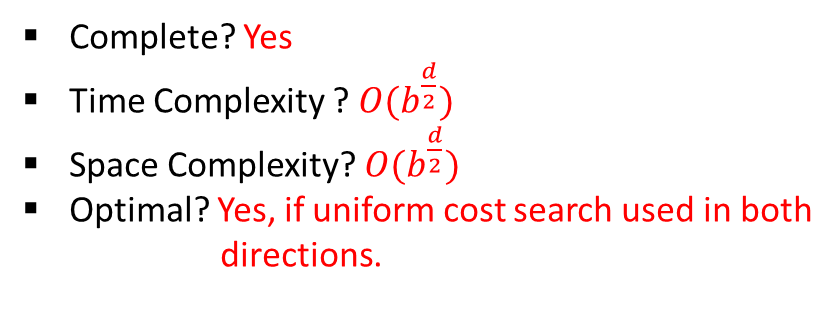 ▪ Complete? Yes
▪ Time Complexity ? O(b^{d/2})
▪ Space Complexity? O(b^{d/2})
▪ Optimal? Yes, if uniform cost search used in both
directions.